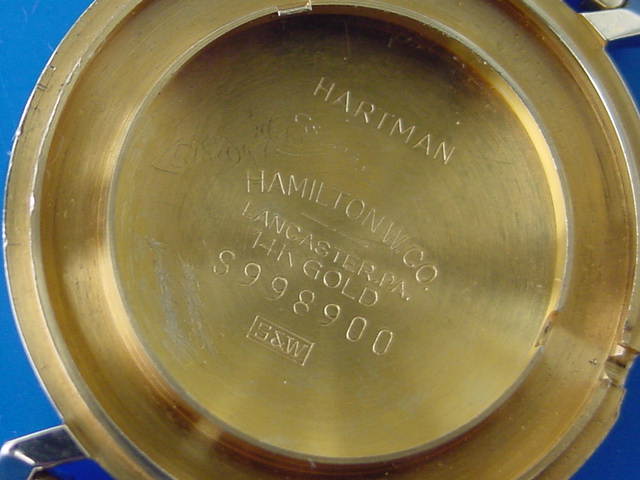 HARTMAN
HAMILTON W. CO.
LANCASTER, PA.
14K GOLD
S998900
M&S